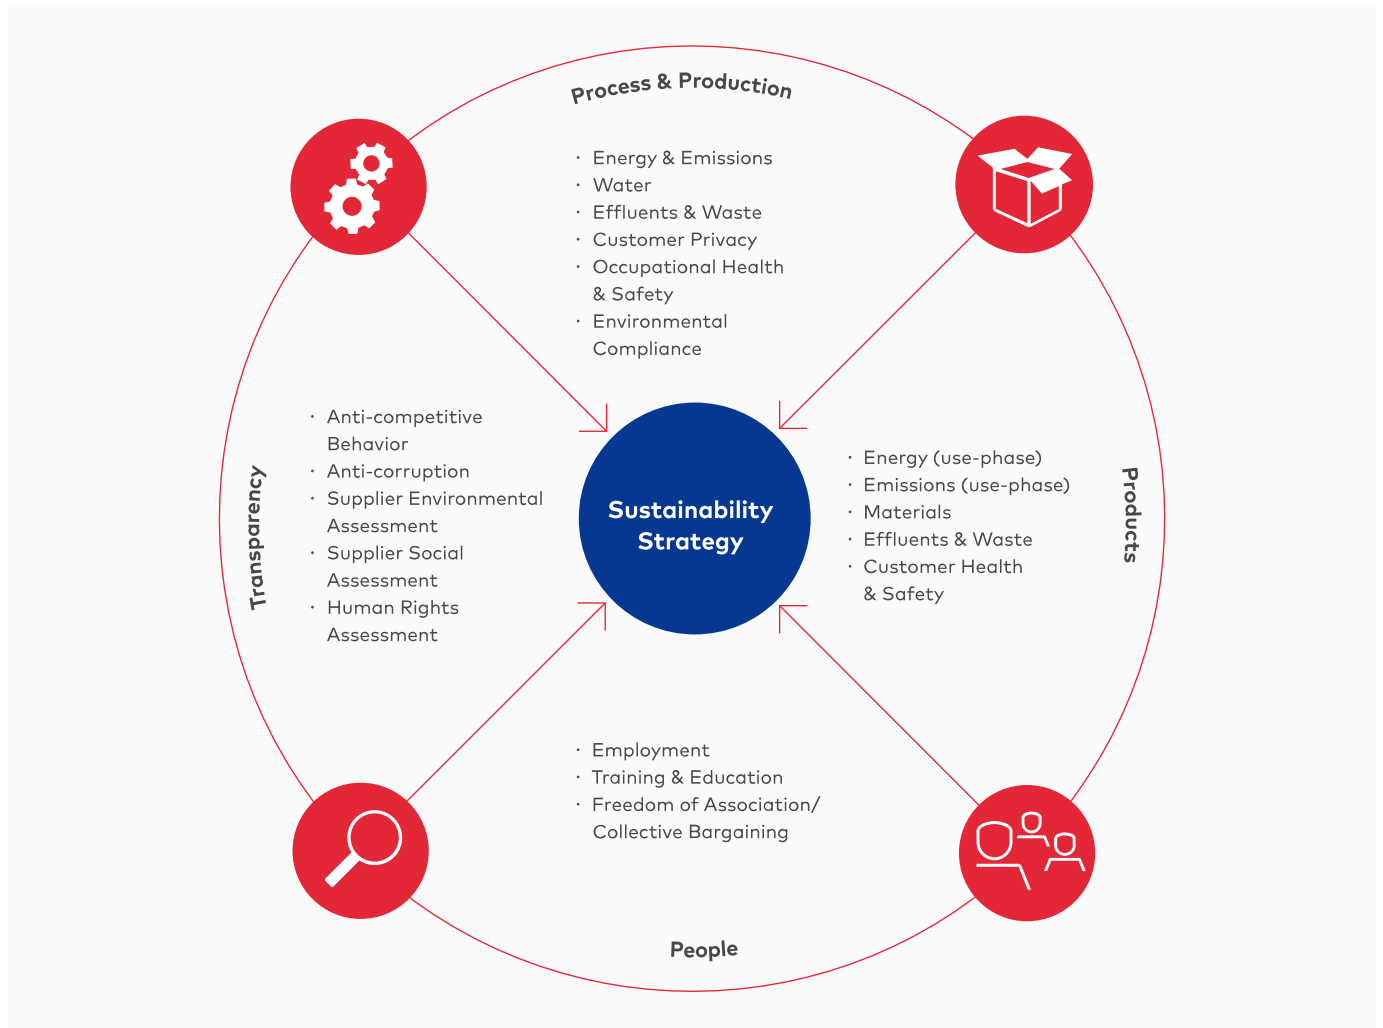 Process & Production
· Energy & Emissions
· Water
· Effluents & Waste
· Customer Privacy
· Occupational Health
& Safety
· Environmental
Compliance
Transparency
· Anti-competitive
Behavior
· Anti-corruption
· Supplier Environmental
Assessment
· Supplier Social
Assessment
· Human Rights
Assessment
Sustainability
Strategy
· Energy (use-phase)
· Emissions (use-phase)
· Materials
· Effluents & Waste
· Customer Health
& Safety
Products
· Employment
· Training & Education
· Freedom of Association/
Collective Bargaining
People